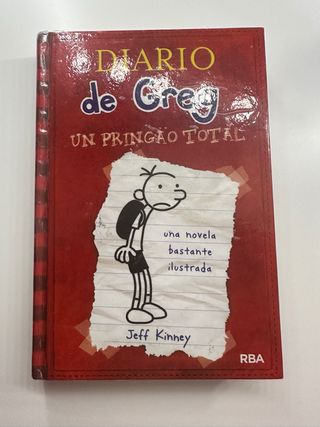 DIARIO
de Greg
UN PRINGAO TOTAL
una novela
bastante
ilustrada
Jeff Kinney
RBA